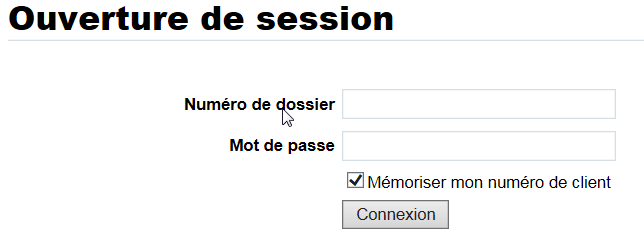 Ouverture de session
Numéro de dossier
Mot de passe
Mémoriser mon numéro de client
Connexion